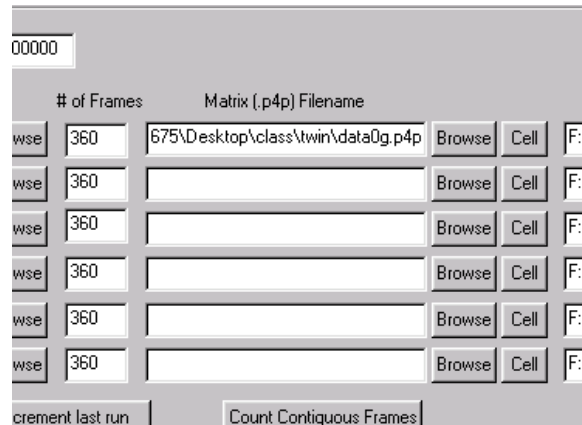 00000
# of Frames Matrix (.p4p) Filename
wse 360 675\Desktop\class\twin\data0g.p4p Browse Cell F:
wse 360 Browse Cell F:
wse 360 Browse Cell F:
wse 360 Browse Cell F:
wse 360 Browse Cell F:
wse 360 Browse Cell F:
crement last run Count Contiguous Frames